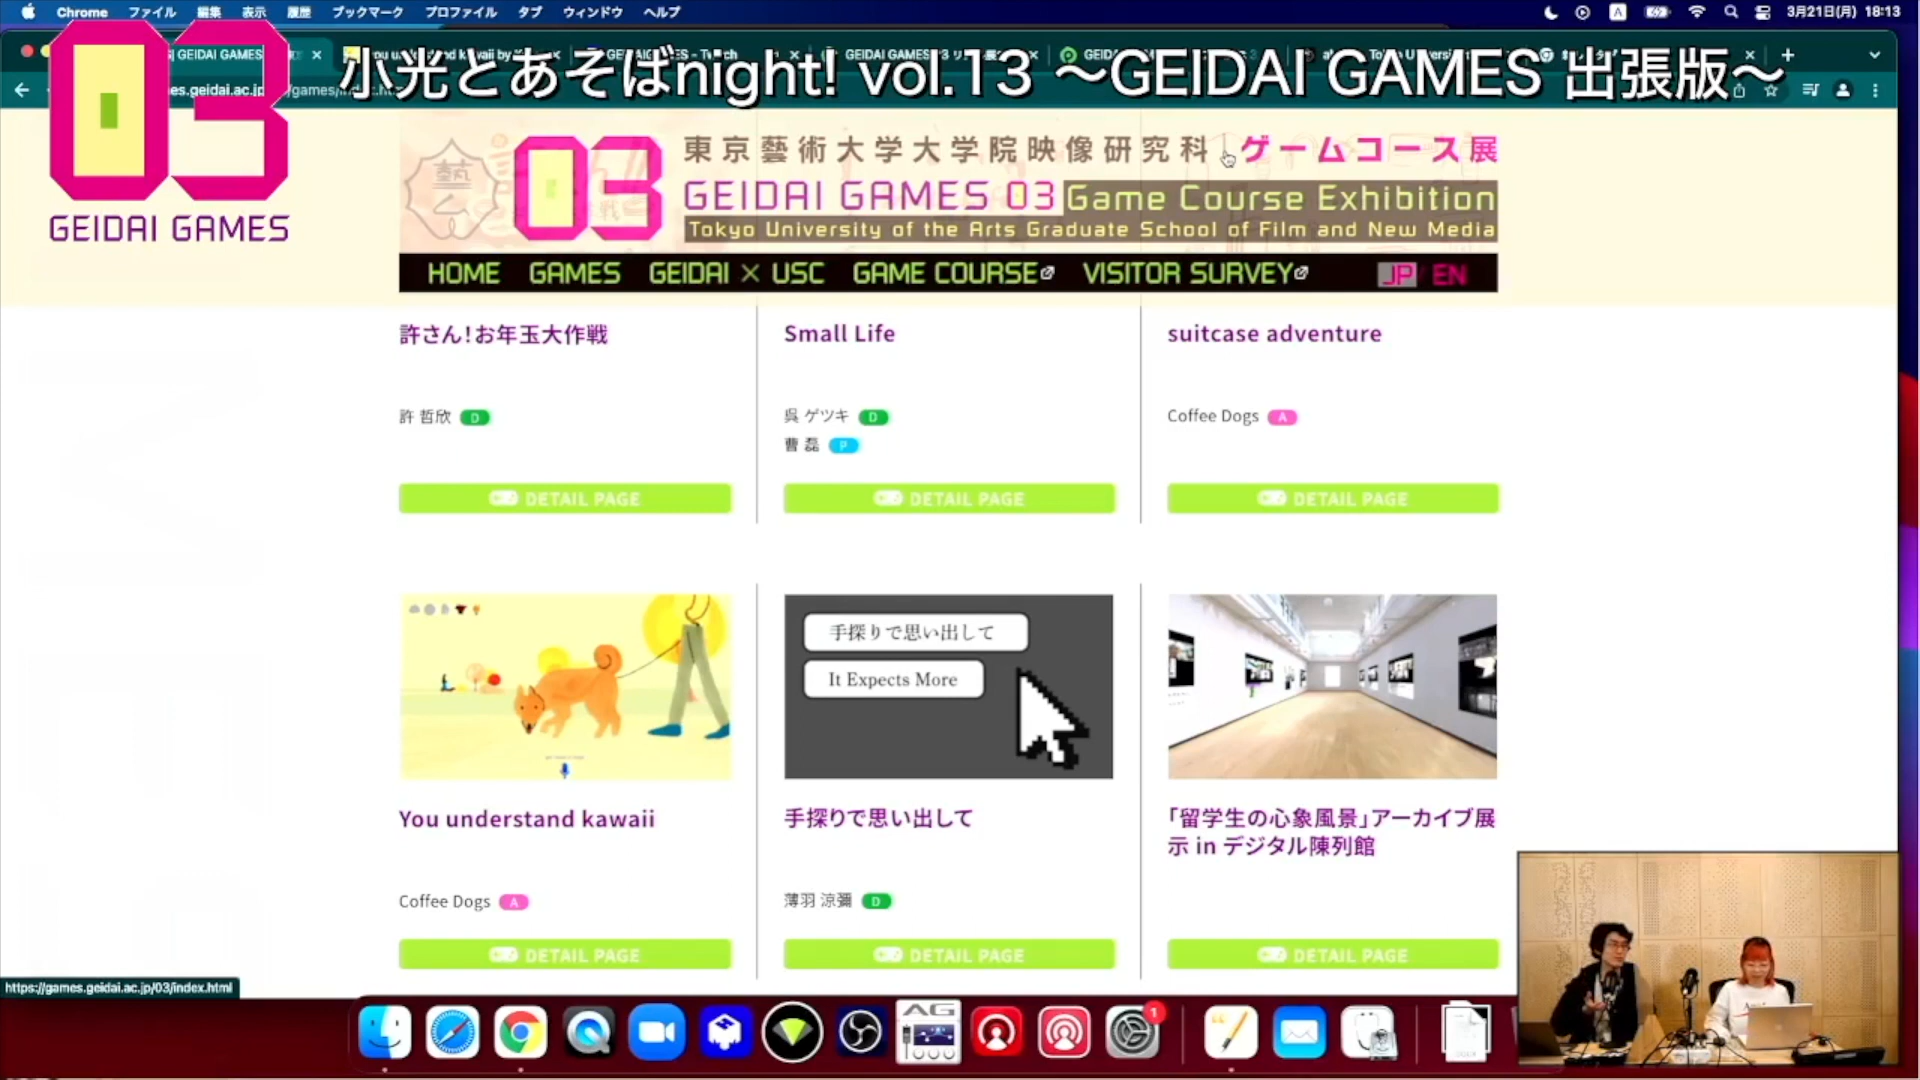 Chrome ファイル 編集 表示 履歴 ブックマーク プロファイル タブ ウィンドウ ヘルプ
3月21日(月) 18:13
小光とあそばnight! vol.13 〜GEIDAI GAMES 出張版〜
GEIDAI GAMES
03
GEIDAI GAMES
03
東京藝術大学大学院映像研究科 ゲームコース展
GEIDAI GAMES 03 Game Course Exhibition
Tokyo University of the Arts Graduate School of Film and New Media
HOME GAMES GEIDAI × USC GAME COURSE VISITOR SURVEY JP / EN
許さん!お年玉大作戦
許 哲欣 D
DETAIL PAGE
Small Life
呉 ゲツキ D
曹 磊 P
DETAIL PAGE
suitcase adventure
Coffee Dogs A
DETAIL PAGE
You understand kawaii
Coffee Dogs A
DETAIL PAGE
手探りで思い出して
It Expects More
手探りで思い出して
薄羽 涼彌 D
DETAIL PAGE
「留学生の心象風景」アーカイブ展
示 in デジタル陳列館
DETAIL PAGE
https://games.geidai.ac.jp/03/index.html
AG
1